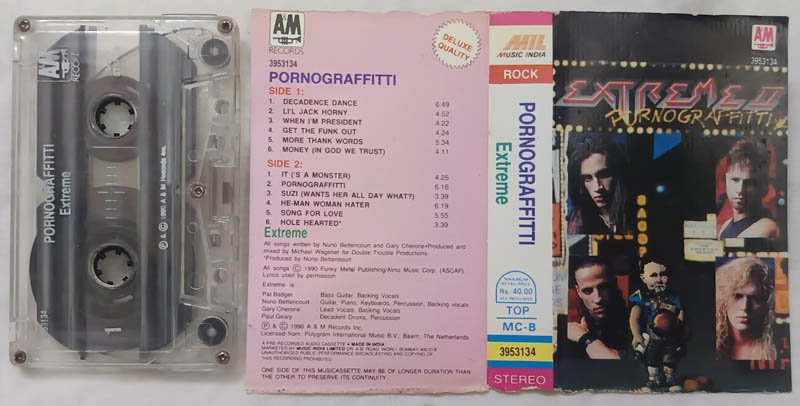 A&M
RECORDS
STEREO
PORNOGRAFFITTI
Extreme
℗ & © 1990 A & M Records Inc.
3953134
1
A&M
RECORDS
3953134
DELUXE
QUALITY
PORNOGRAFFITTI
SIDE 1:
1. DECADENCE DANCE 6.49
2. LI'L JACK HORNY 4.52
3. WHEN I'M PRESIDENT 4.22
4. GET THE FUNK OUT 4.24
5. MORE THANK WORDS 5.34
6. MONEY (IN GOD WE TRUST) 4.11
SIDE 2:
1. IT ('S A MONSTER) 4.25
2. PORNOGRAFFITTI 6.16
3. SUZI (WANTS HER ALL DAY WHAT?) 3.39
4. HE-MAN WOMAN HATER 6.19
5. SONG FOR LOVE 5.55
6. HOLE HEARTED* 3.39
Extreme
All songs written by Nuno Bettencourt and Gary Cherone•Produced and
mixed by Michael Wagener for Double Trouble Productions.
*Produced by Nuno Bettencourt
All songs © 1990 Funky Metal Publishing/Almo Music Corp. (ASCAP)
Lyrics used by permission
Extreme is:
Pat Badger Bass Guitar, Backing Vocals
Nuno Bettencourt Guitar, Piano, Keyboards, Percussion, Backing vocals
Gary Cherone Lead Vocals, Backing Vocals
Paul Geary Decadent Drums, Percussion
℗ & © 1990 A & M Records Inc.
Licensed from. Polygram International Music B.V., Baarn, The Netherlands.
A PRE-RECORDED AUDIO CASSETTE • MADE IN INDIA
MARKETED BY MUSIC INDIA LIMITED DR. A.B. ROAD, WORLI, BOMBAY 400 018
UNAUTHORISED PUBLIC PERFORMANCE BROADCASTING AND COPYING OF
THIS RECORDING PROHIBITED.
ONE SIDE OF THIS MUSICASSETTE MAY BE OF LONGER DURATION THAN
THE OTHER TO PRESERVE ITS CONTINUITY
MIL
MUSIC INDIA
ROCK
PORNOGRAFFITTI
Extreme
MAXIMUM
RETAIL PRICE
Rs. 40.00
ALL INCLUSIVE
TOP
MC-B
3953134
STEREO
A&M
3953134
EXTREME II
PORNOGRAFFITTI